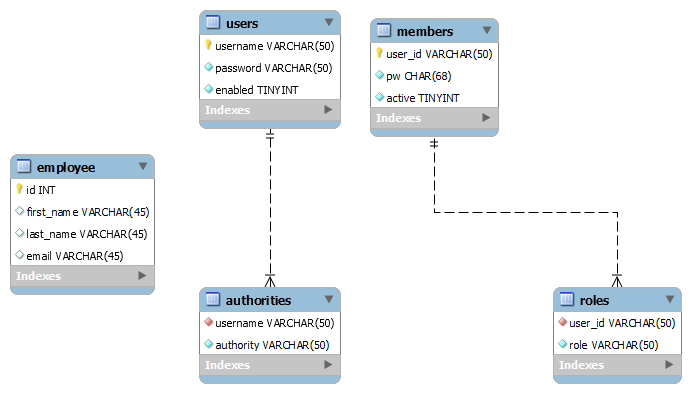 users
username VARCHAR(50)
password VARCHAR(50)
enabled TINYINT
Indexes
members
user_id VARCHAR(50)
pw CHAR(68)
active TINYINT
Indexes
employee
id INT
first_name VARCHAR(45)
last_name VARCHAR(45)
email VARCHAR(45)
Indexes
authorities
username VARCHAR(50)
authority VARCHAR(50)
Indexes
roles
user_id VARCHAR(50)
role VARCHAR(50)
Indexes